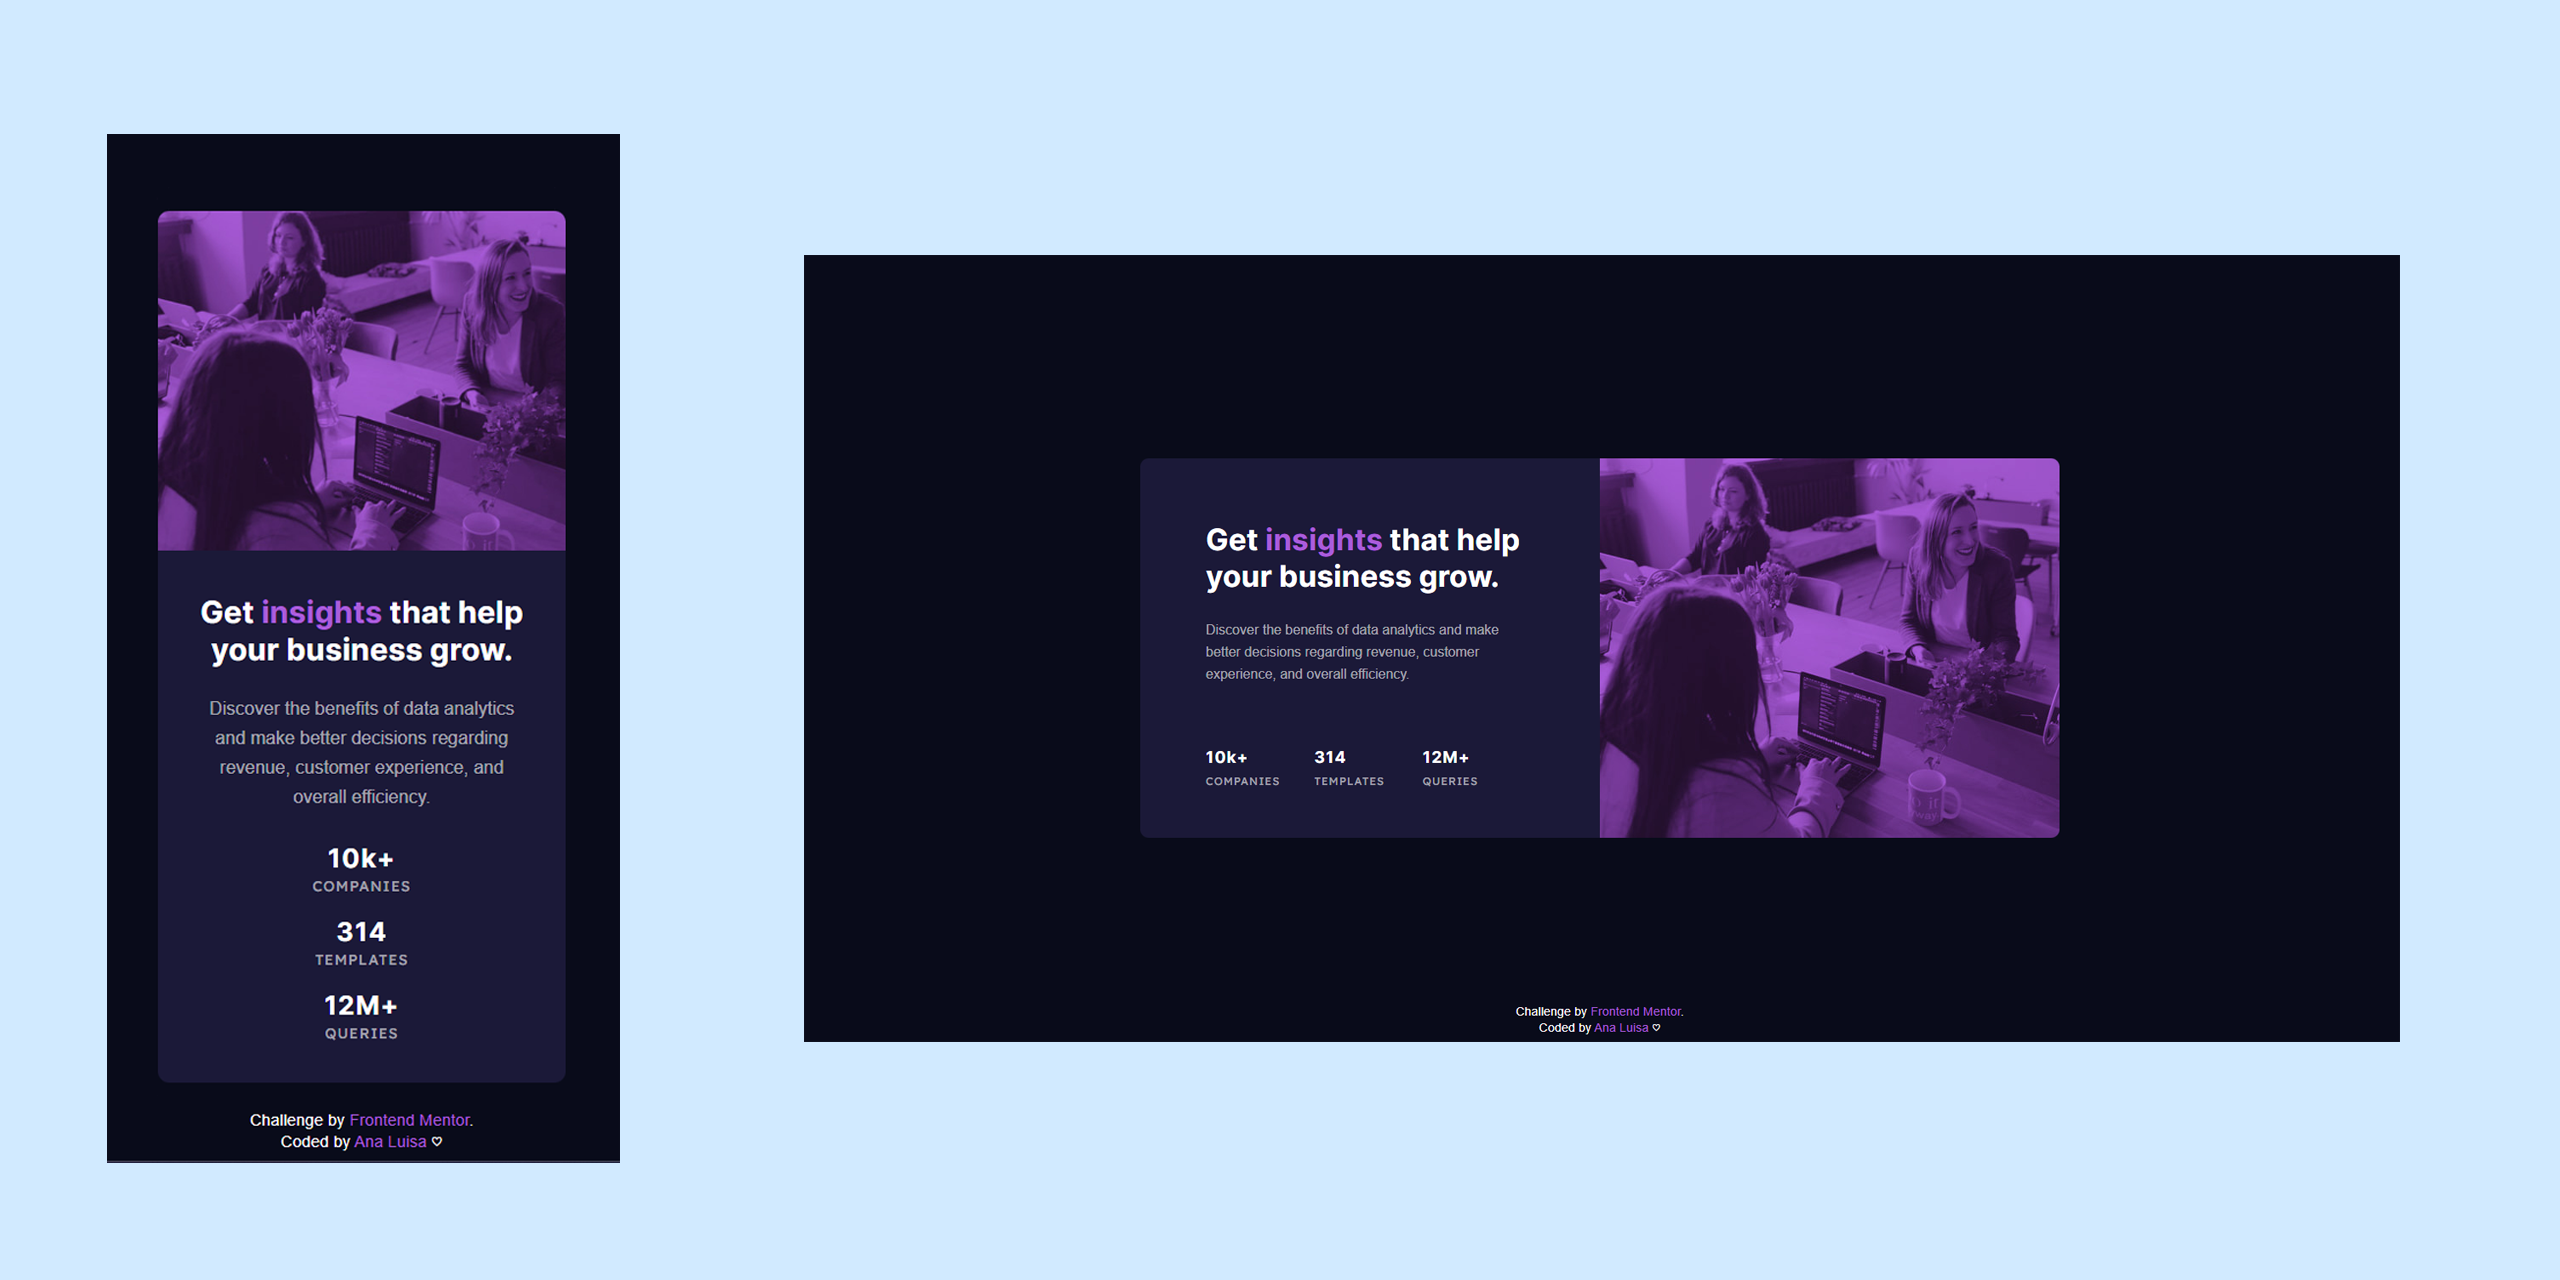 Get insights that help
your business grow.
Discover the benefits of data analytics
and make better decisions regarding
revenue, customer experience, and
overall efficiency.
10k+
COMPANIES
314
TEMPLATES
12M+
QUERIES
Challenge by Frontend Mentor.
Coded by Ana Luisa ♡
Get insights that help
your business grow.
Discover the benefits of data analytics and make
better decisions regarding revenue, customer
experience, and overall efficiency.
10k+ 314 12M+
COMPANIES TEMPLATES QUERIES
Challenge by Frontend Mentor.
Coded by Ana Luisa ♡